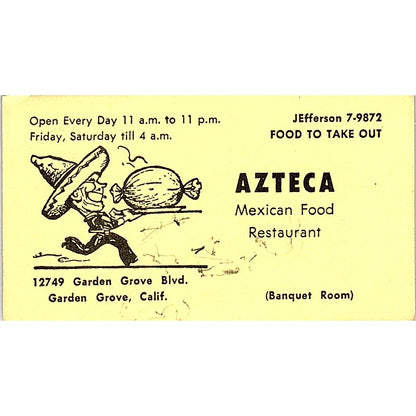 Open Every Day 11 a.m. to 11 p.m.
Friday, Saturday till 4 a.m.
JEfferson 7-9872
FOOD TO TAKE OUT
AZTECA
Mexican Food
Restaurant
12749 Garden Grove Blvd.
Garden Grove, Calif.
(Banquet Room)